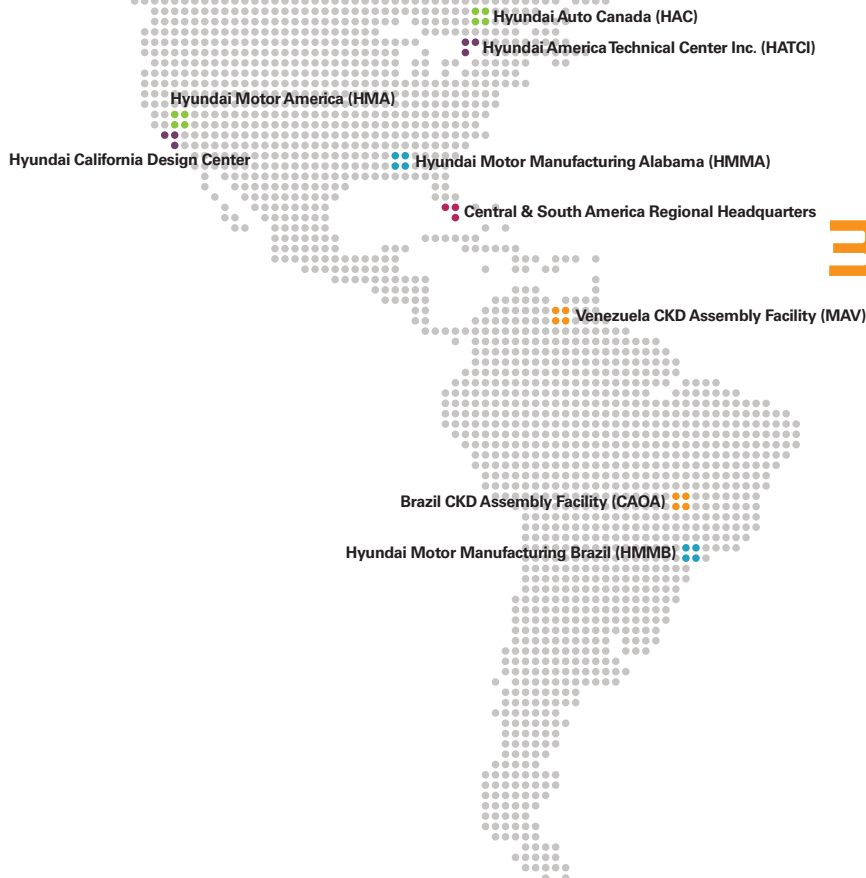 Hyundai Auto Canada (HAC)
Hyundai America Technical Center Inc. (HATCI)
Hyundai Motor America (HMA)
Hyundai California Design Center
Hyundai Motor Manufacturing Alabama (HMMA)
Central & South America Regional Headquarters
Venezuela CKD Assembly Facility (MAV)
Brazil CKD Assembly Facility (CAOA)
Hyundai Motor Manufacturing Brazil (HMMB)